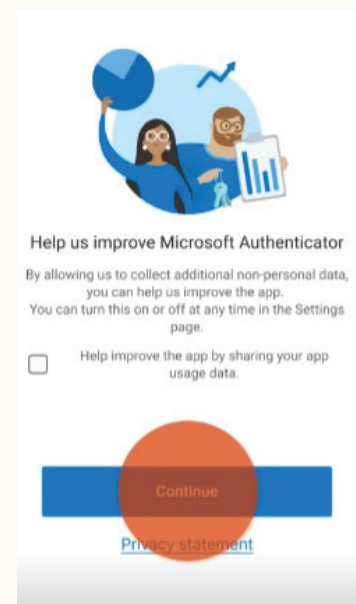 Help us improve Microsoft Authenticator
By allowing us to collect additional non-personal data,
you can help us improve the app.
You can turn this on or off at any time in the Settings
page.
Help improve the app by sharing your app
usage data.
Continue
Privacy statement